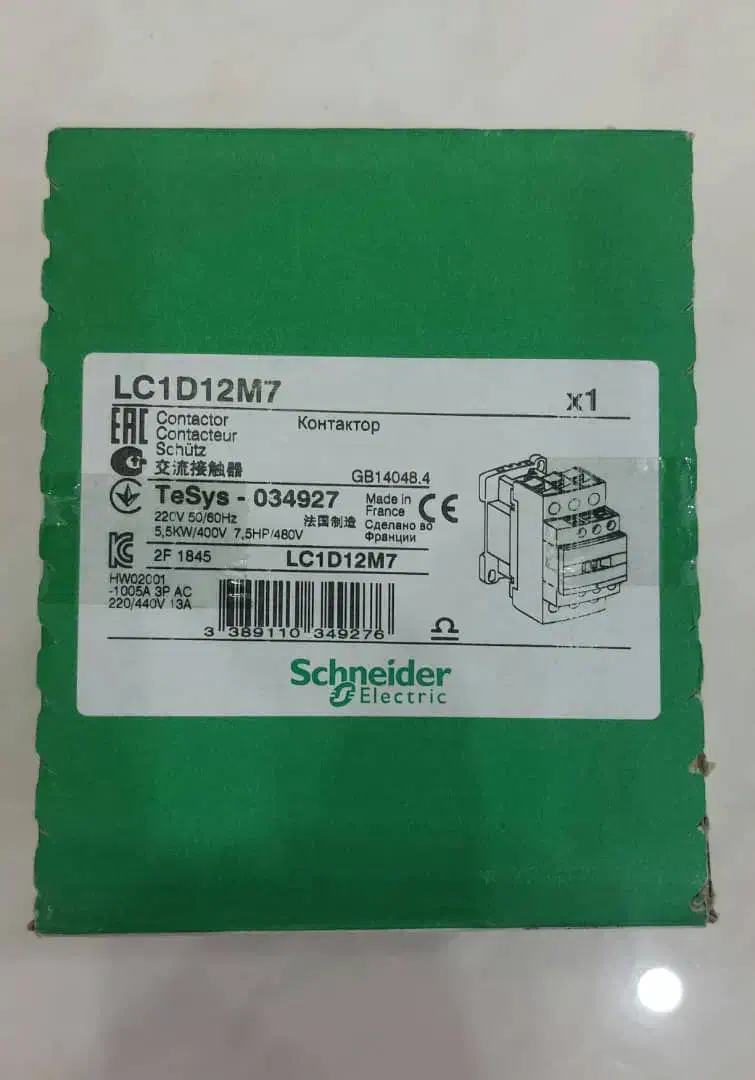 LC1D12M7
x1
EAC
Contactor
Контактор
Contacteur
Schütz
交流接触器
GB14048.4
TeSys - 034927
Made in
France
CE
220V 50/60Hz
法国制造
Сделано во
Франции
5,5KW/400V 7,5HP/480V
2F 1845
LC1D12M7
HW02001
-1005A 3P AC
220/440V 13A
3 389110 349276
Schneider
Electric